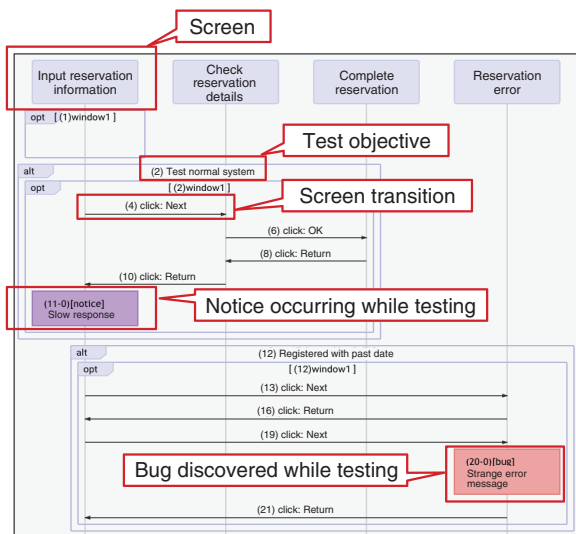 Screen
Input reservation
information
Check
reservation
details
Complete
reservation
Reservation
error
opt [ (1)window1 ]
Test objective
alt (2) Test normal system
opt [ (2)window1 ]
Screen transition
(4) click: Next
(6) click: OK
(8) click: Return
(10) click: Return
(11-0)[notice]
Slow response
Notice occurring while testing
alt (12) Registered with past date
opt [ (12)window1 ]
(13) click: Next
(16) click: Return
(19) click: Next
Bug discovered while testing
(20-0)[bug]
Strange error
message
(21) click: Return